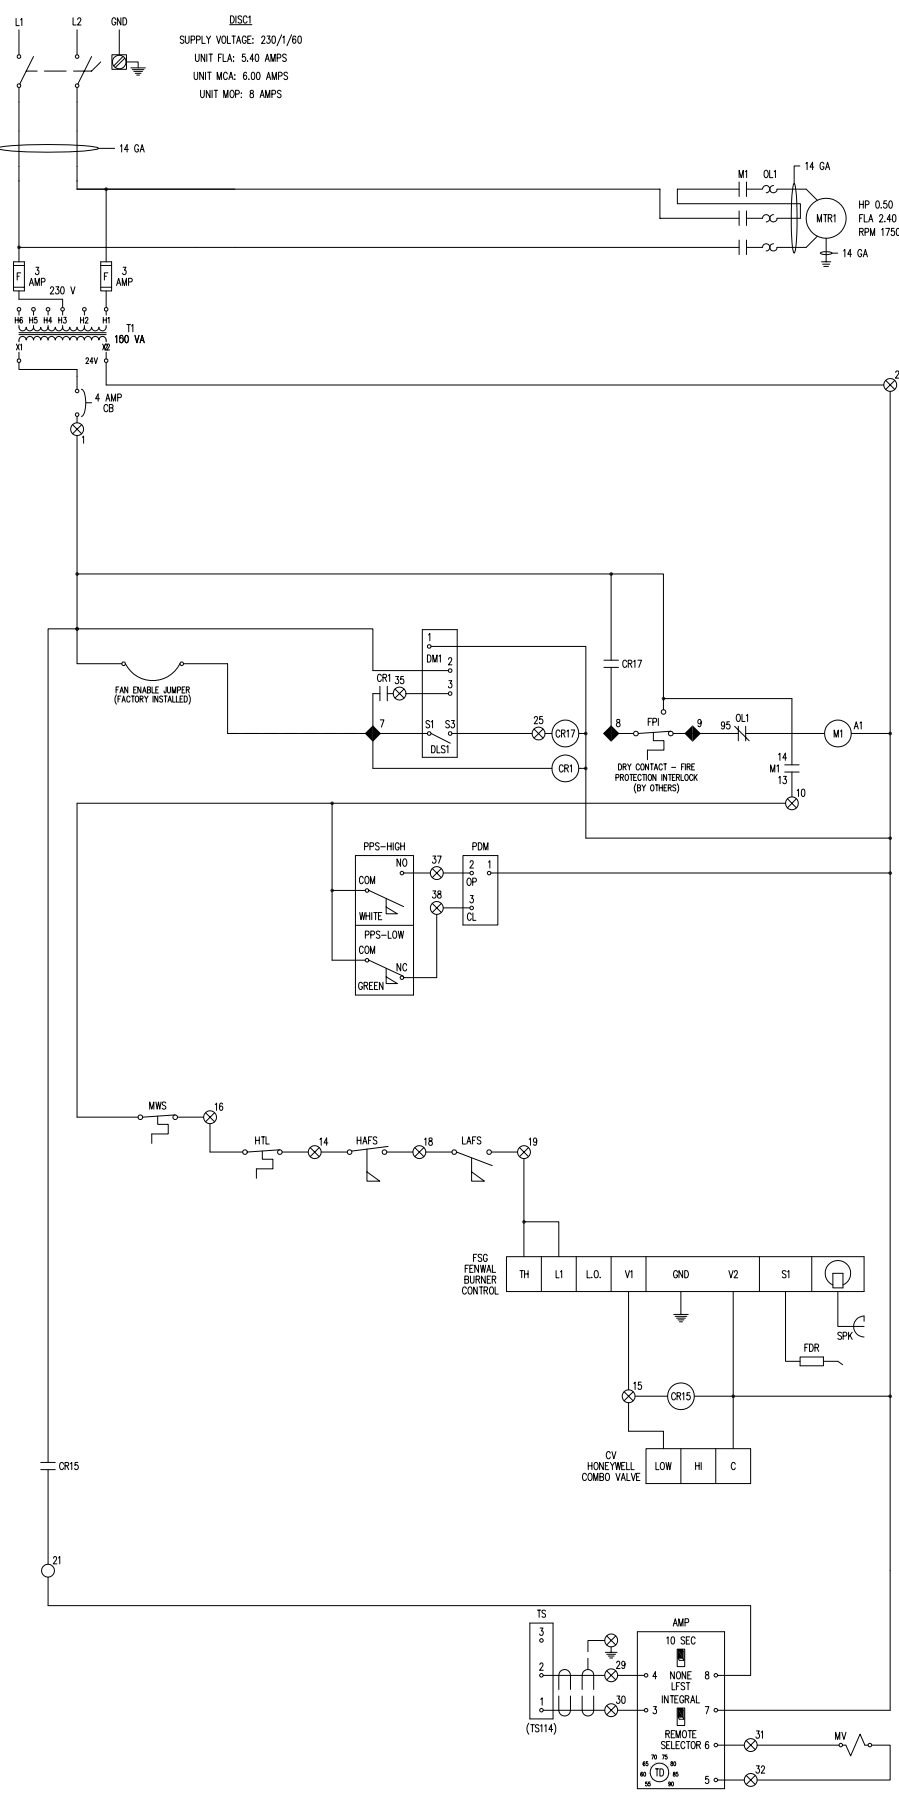 L1
L2
GND
DISC1
SUPPLY VOLTAGE: 230/1/60
UNIT FLA: 5.40 AMPS
UNIT MCA: 6.00 AMPS
UNIT MOP: 8 AMPS
14 GA
14 GA
M1
OL1
MTR1
HP 0.50
FLA 2.40
RPM 1750
14 GA
F
3
AMP
F
3
AMP
230 V
H6
H5
H4
H3
H2
H1
T1
X1
X2
24V
2
4 AMP
CB
1
1
DM1
2
3
CR17
FAN ENABLE JUMPER
(FACTORY INSTALLED)
CR1
35
7
S1
S3
DLS1
25
CR17
CR1
8
FPI
9
95
OL1
M1
A1
DRY CONTACT - FIRE
PROTECTION INTERLOCK
(BY OTHERS)
14
M1
13
10
PPS-HIGH
NO
COM
WHITE
PPS-LOW
COM
NC
GREEN
37
38
PDM
2
1
OP
3
CL
MWS
16
HTL
14
HAFS
18
LAFS
19
FSG
FENWAL
BURNER
CONTROL
TH
L1
L.O.
V1
GND
V2
S1
SPK
FDR
15
CR15
CV
HONEYWELL
COMBO VALVE
LOW
HI
C
CR15
21
TS
3
2
1
(TS114)
29
30
AMP
10 SEC
4
NONE
8
LFST
INTEGRAL
3
7
REMOTE
SELECTOR 6
5
TD
55
60
65
70
75
80
85
90
31
32
MV